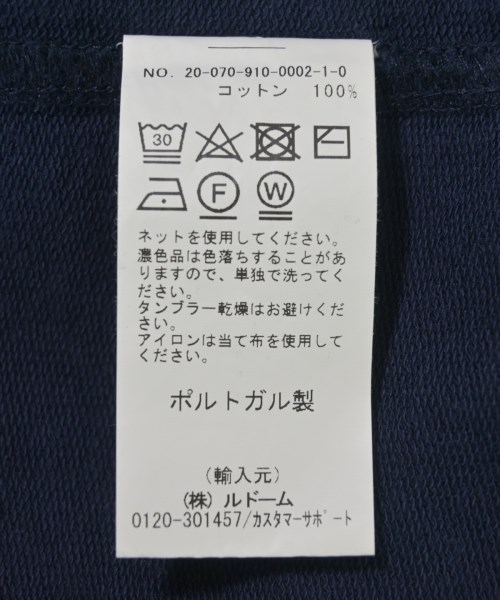 NO. 20-070-910-0002-1-0
コットン 100%
30
F W
ネットを使用してください。
濃色品は色落ちすることがあ
りますので、単独で洗ってく
ださい。
タンブラー乾燥はお避けくだ
さい。
アイロンは当て布を使用して
ください。
ポルトガル製
(輸入元)
(株) ルドーム
0120-301457/カスタマーサポート